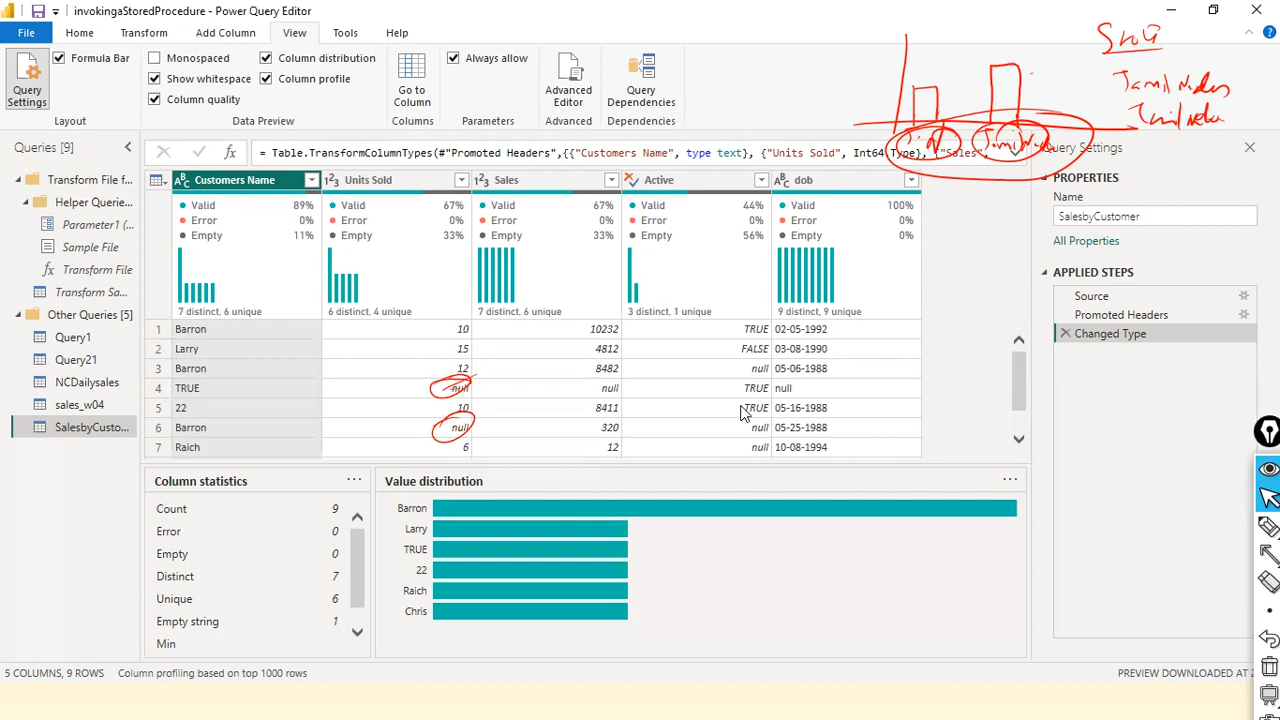 invokingaStoredProcedure - Power Query Editor
File Home Transform Add Column View Tools Help
Query Settings
Formula Bar
Monospaced
Show whitespace
Column quality
Column distribution
Column profile
Go to Column
Always allow
Advanced Editor
Query Dependencies
Layout Data Preview Columns Parameters Advanced Dependencies
Queries [9]
Transform File f
Helper Querie...
Parameter1 (...
Sample File
Transform File
Transform Sa...
Other Queries [5]
Query1
Query21
NCDailysales
sales_w04
SalesbyCusto...
= Table.TransformColumnTypes(#"Promoted Headers",{{"Customers Name", type text}, {"Units Sold", Int64.Type}, {"Sales",
Customers Name Units Sold Sales Active dob
Valid 89% Valid 67% Valid 67% Valid 44% Valid 100%
Error 0% Error 0% Error 0% Error 0% Error 0%
Empty 11% Empty 33% Empty 33% Empty 56% Empty 0%
7 distinct, 6 unique 6 distinct, 4 unique 7 distinct, 6 unique 3 distinct, 1 unique 9 distinct, 9 unique
1 Barron 10 10232 TRUE 02-05-1992
2 Larry 15 4812 FALSE 03-08-1990
3 Barron 12 8482 null 05-06-1988
4 TRUE null null TRUE null
5 22 10 8411 TRUE 05-16-1988
6 Barron null 320 null 05-25-1988
7 Raich 6 12 null 10-08-1994
Column statistics
Count 9
Error 0
Empty 0
Distinct 7
Unique 6
Empty string 1
Min
Value distribution
Barron
Larry
TRUE
22
Raich
Chris
Query Settings
PROPERTIES
Name
SalesbyCustomer
All Properties
APPLIED STEPS
Source
Promoted Headers
Changed Type
5 COLUMNS, 9 ROWS Column profiling based on top 1000 rows
PREVIEW DOWNLOADED AT 2